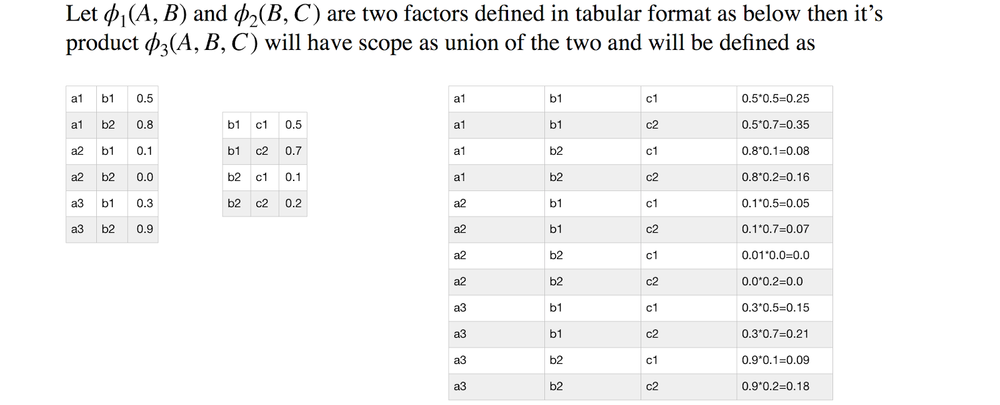 Let ϕ₁(A, B) and ϕ₂(B, C) are two factors defined in tabular format as below then it’s
product ϕ₃(A, B, C) will have scope as union of the two and will be defined as
a1 b1 0.5
a1 b2 0.8
a2 b1 0.1
a2 b2 0.0
a3 b1 0.3
a3 b2 0.9
b1 c1 0.5
b1 c2 0.7
b2 c1 0.1
b2 c2 0.2
a1 b1 c1 0.5*0.5=0.25
a1 b1 c2 0.5*0.7=0.35
a1 b2 c1 0.8*0.1=0.08
a1 b2 c2 0.8*0.2=0.16
a2 b1 c1 0.1*0.5=0.05
a2 b1 c2 0.1*0.7=0.07
a2 b2 c1 0.01*0.0=0.0
a2 b2 c2 0.0*0.2=0.0
a3 b1 c1 0.3*0.5=0.15
a3 b1 c2 0.3*0.7=0.21
a3 b2 c1 0.9*0.1=0.09
a3 b2 c2 0.9*0.2=0.18